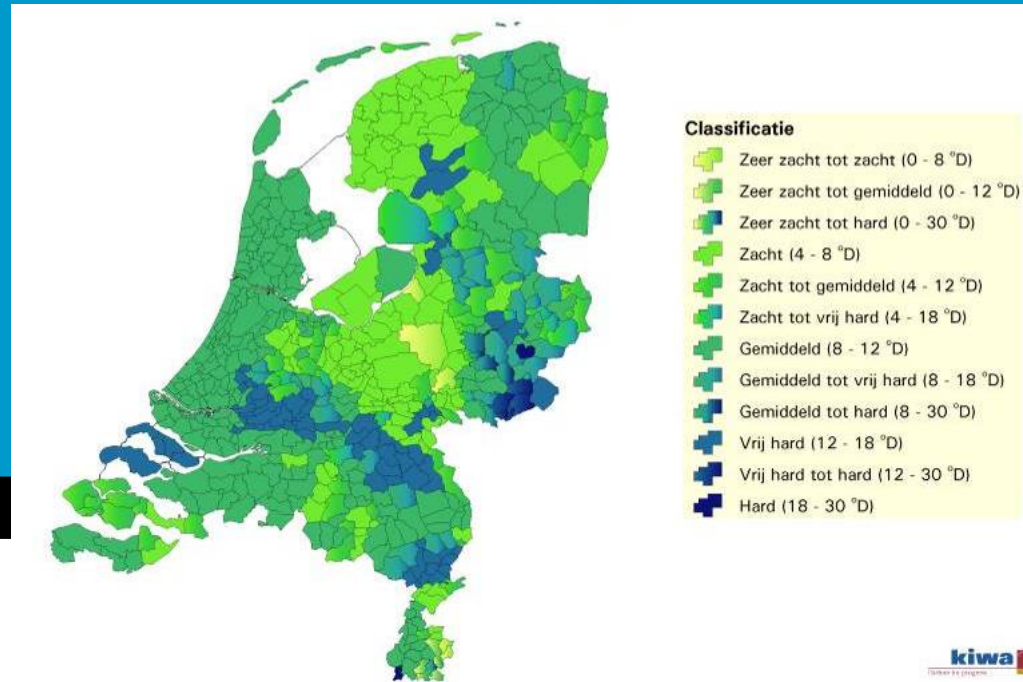 Classificatie
Zeer zacht tot zacht (0 - 8 °D)
Zeer zacht tot gemiddeld (0 - 12 °D)
Zeer zacht tot hard (0 - 30 °D)
Zacht (4 - 8 °D)
Zacht tot gemiddeld (4 - 12 °D)
Zacht tot vrij hard (4 - 18 °D)
Gemiddeld (8 - 12 °D)
Gemiddeld tot vrij hard (8 - 18 °D)
Gemiddeld tot hard (8 - 30 °D)
Vrij hard (12 - 18 °D)
Vrij hard tot hard (12 - 30 °D)
Hard (18 - 30 °D)
kiwa